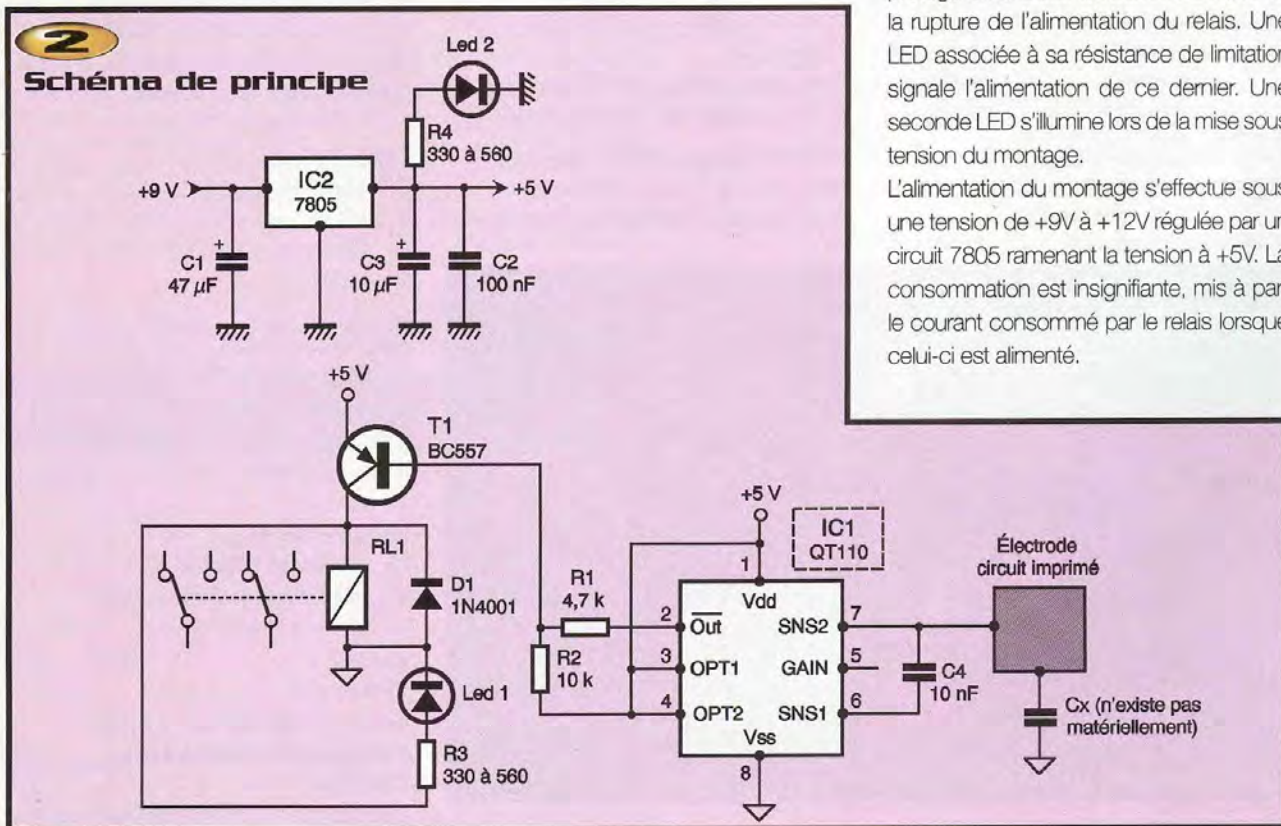 2
Schéma de principe
Led 2
R4
330 à 560
+9 V
IC2
7805
+5 V
C1
47 µF
+
C3
10 µF
+
C2
100 nF
la rupture de l'alimentation du relais. Une
LED associée à sa résistance de limitation
signale l'alimentation de ce dernier. Une
seconde LED s'illumine lors de la mise sous
tension du montage.
L'alimentation du montage s'effectue sous
une tension de +9V à +12V régulée par un
circuit 7805 ramenant la tension à +5V. La
consommation est insignifiante, mis à part
le courant consommé par le relais lorsque
celui-ci est alimenté.
+5 V
T1
BC557
RL1
D1
1N4001
Led 1
R3
330 à 560
R1
4,7 k
R2
10 k
+5 V
IC1
QT110
1
Vdd
2
Out
3
OPT1
4
OPT2
SNS2
7
GAIN
5
SNS1
6
Vss
8
C4
10 nF
Électrode
circuit imprimé
Cx (n'existe pas
matériellement)